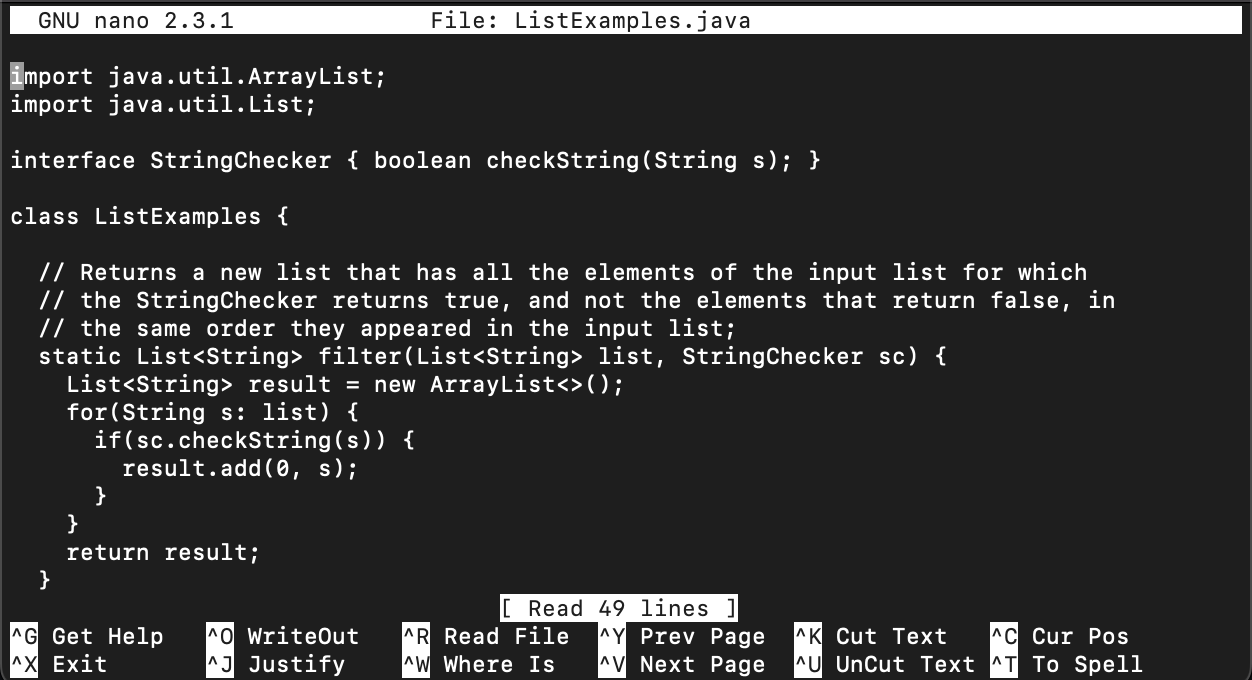 GNU nano 2.3.1 File: ListExamples.java
import java.util.ArrayList;
import java.util.List;
interface StringChecker { boolean checkString(String s); }
class ListExamples {
// Returns a new list that has all the elements of the input list for which
// the StringChecker returns true, and not the elements that return false, in
// the same order they appeared in the input list;
static List<String> filter(List<String> list, StringChecker sc) {
List<String> result = new ArrayList<>();
for(String s: list) {
if(sc.checkString(s)) {
result.add(0, s);
}
}
return result;
}
[ Read 49 lines ]
^G Get Help ^O WriteOut ^R Read File ^Y Prev Page ^K Cut Text ^C Cur Pos
^X Exit ^J Justify ^W Where Is ^V Next Page ^U UnCut Text ^T To Spell